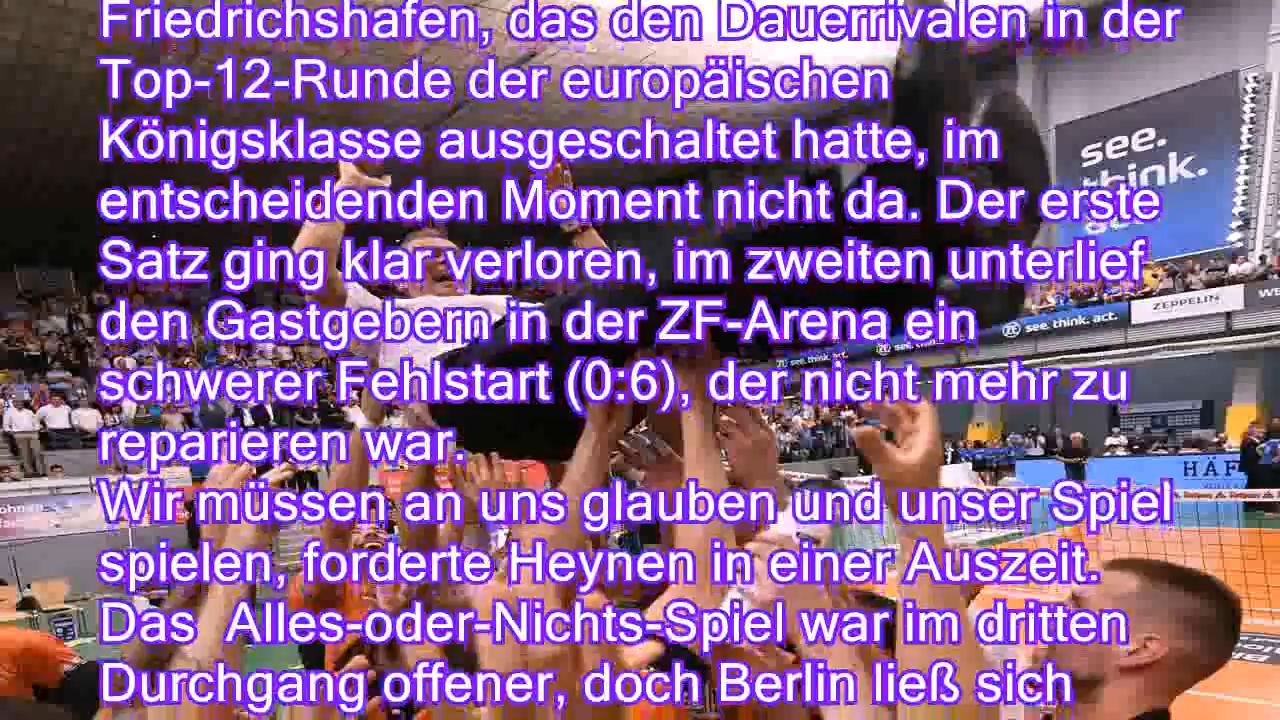 Friedrichshafen, das den Dauerrivalen in der
Top-12-Runde der europäischen
Königsklasse ausgeschaltet hatte, im
entscheidenden Moment nicht da. Der erste
Satz ging klar verloren, im zweiten unterlief
den Gastgebern in der ZF-Arena ein
schwerer Fehlstart (0:6), der nicht mehr zu
reparieren war.
Wir müssen an uns glauben und unser Spiel
spielen, forderte Heynen in einer Auszeit.
Das  Alles-oder-Nichts-Spiel war im dritten
Durchgang offener, doch Berlin ließ sich
see.
think.
ZEPPELIN
see. think. act.
see. think. act.
HÄF